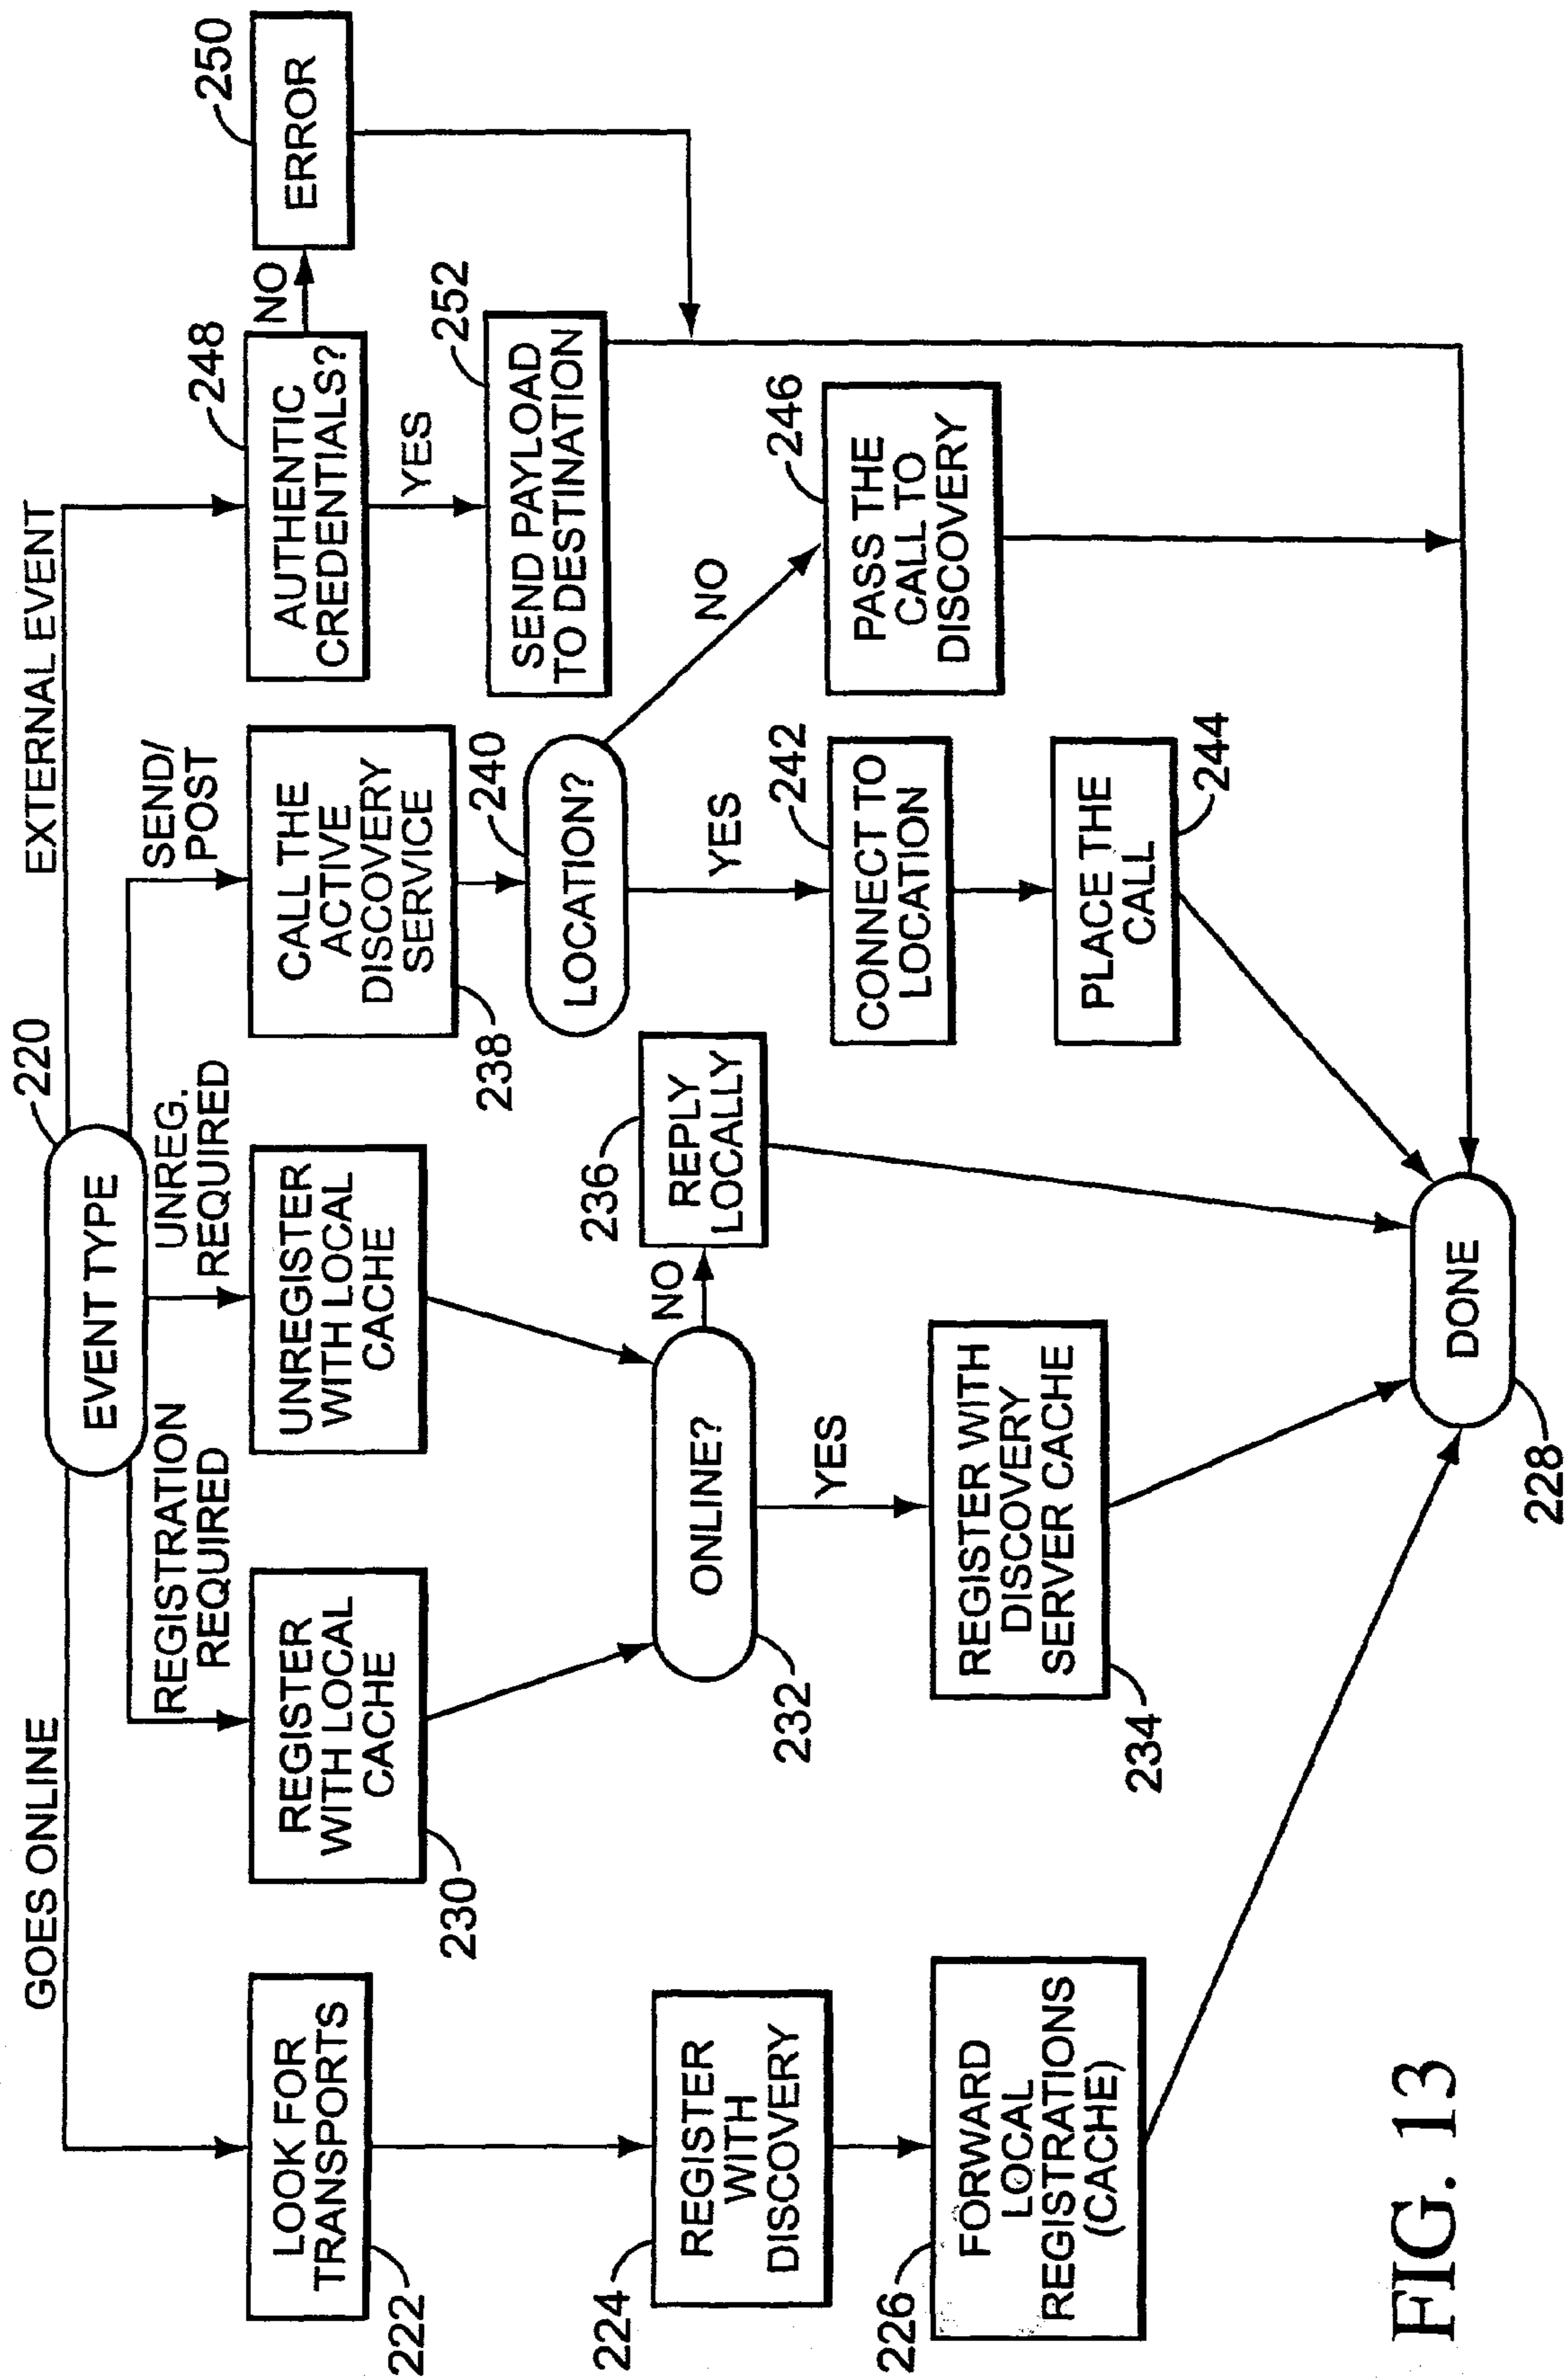 220
EVENT TYPE
GOES ONLINE
REGISTRATION
REQUIRED
UNREG.
REQUIRED
SEND/
POST
EXTERNAL EVENT
LOOK FOR
TRANSPORTS
222
REGISTER
WITH LOCAL
CACHE
230
UNREGISTER
WITH LOCAL
CACHE
CALL THE
ACTIVE
DISCOVERY
SERVICE
238
AUTHENTIC
CREDENTIALS?
248
NO
ERROR
250
YES
SEND PAYLOAD
TO DESTINATION
252
LOCATION?
240
NO
YES
REGISTER
WITH
DISCOVERY
224
ONLINE?
232
NO
REPLY
LOCALLY
236
YES
CONNECT TO
LOCATION
242
PASS THE
CALL TO
DISCOVERY
246
FORWARD
LOCAL
REGISTRATIONS
(CACHE)
226
REGISTER WITH
DISCOVERY
SERVER CACHE
234
PLACE THE
CALL
244
DONE
228
FIG. 13